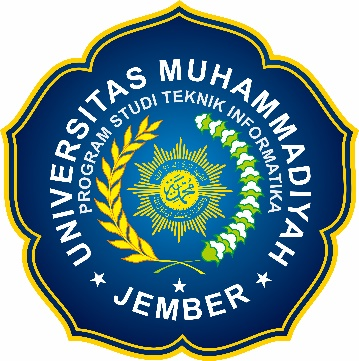 UNIVERSITAS MUHAMMADIYAH
PROGRAM STUDI TEKNIK INFORMATIKA
JEMBER